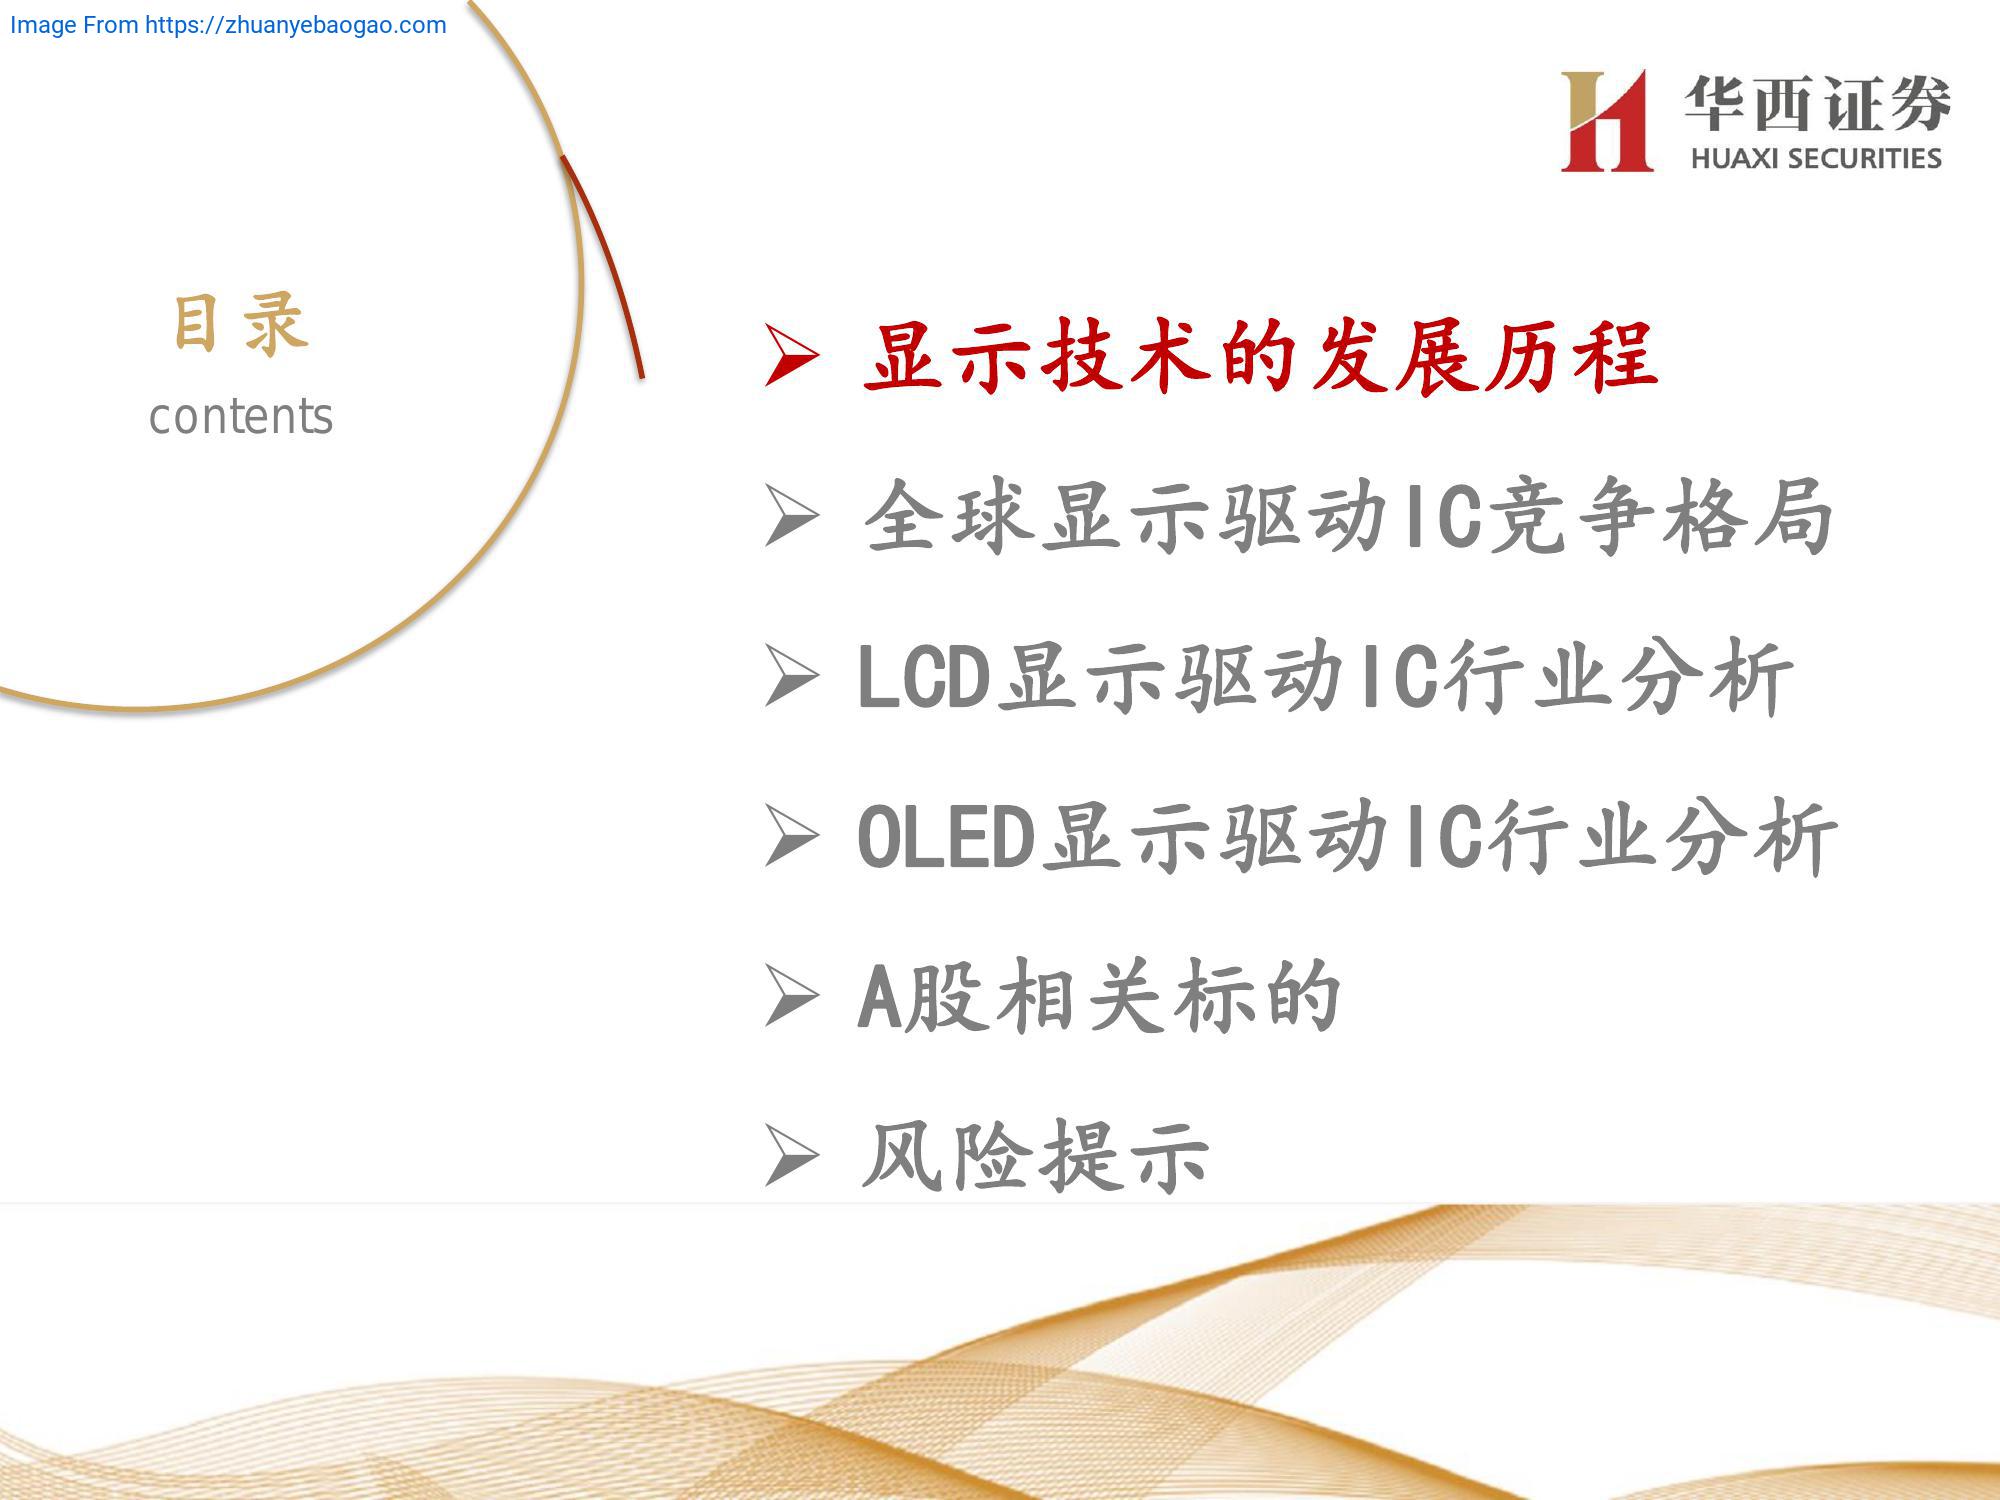 Image From https://zhuanyebaogao.com
华西证券
HUAXI SECURITIES
目录
contents
显示技术的发展历程
全球显示驱动IC竞争格局
LCD显示驱动IC行业分析
OLED显示驱动IC行业分析
A股相关标的
风险提示